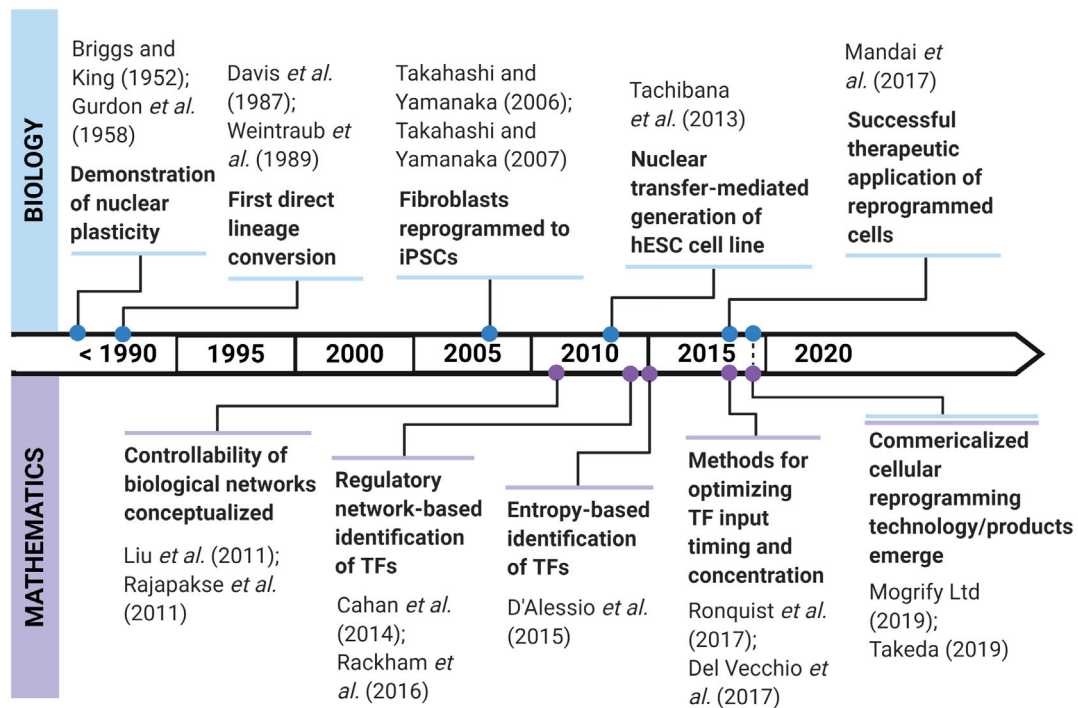 BIOLOGY
Briggs and
King (1952);
Gurdon et al.
(1958)
Demonstration
of nuclear
plasticity
Davis et al.
(1987);
Weintraub et
al. (1989)
First direct
lineage
conversion
Takahashi and
Yamanaka (2006);
Takahashi and
Yamanaka (2007)
Fibroblasts
reprogrammed to
iPSCs
Tachibana
et al. (2013)
Nuclear
transfer-mediated
generation of
hESC cell line
Mandai et
al. (2017)
Successful
therapeutic
application of
reprogrammed
cells
< 1990 1995 2000 2005 2010 2015 2020
MATHEMATICS
Controllability of
biological networks
conceptualized
Liu et al. (2011);
Rajapakse et al.
(2011)
Regulatory
network-based
identification
of TFs
Cahan et al.
(2014);
Rackham et
al. (2016)
Entropy-based
identification
of TFs
D'Alessio et al.
(2015)
Methods for
optimizing
TF input
timing and
concentration
Ronquist et al.
(2017);
Del Vecchio et
al. (2017)
Commericalized
cellular
reprogramming
technology/products
emerge
Mogrify Ltd
(2019);
Takeda (2019)